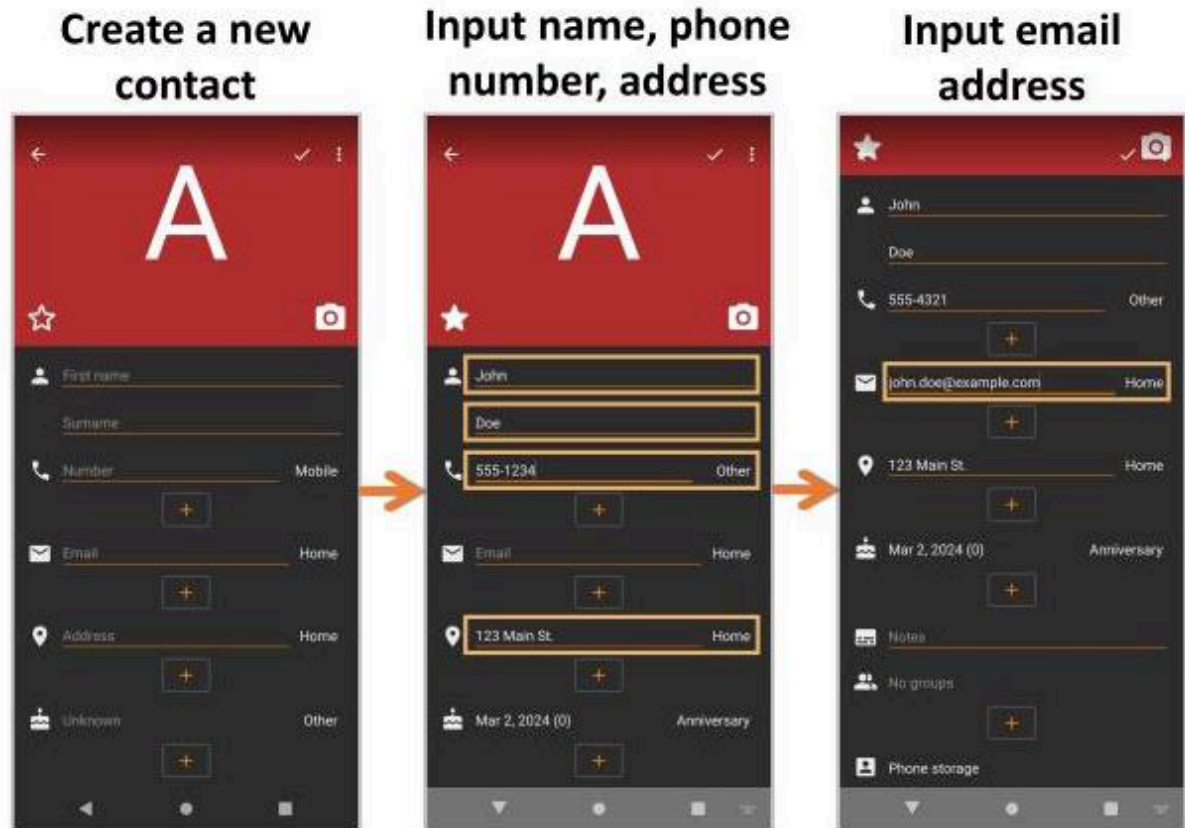 Create a new
contact
Input name, phone
number, address
Input email
address
A
First name
Surname
Number Mobile
+
Email Home
+
Address Home
+
Unknown Other
+
A
John
Doe
555-1234 Other
+
Email Home
+
123 Main St. Home
+
Mar 2, 2024 (0) Anniversary
+
John
Doe
555-4321 Other
+
john.doe@example.com Home
+
123 Main St. Home
+
Mar 2, 2024 (0) Anniversary
+
Notes
No groups
+
Phone storage